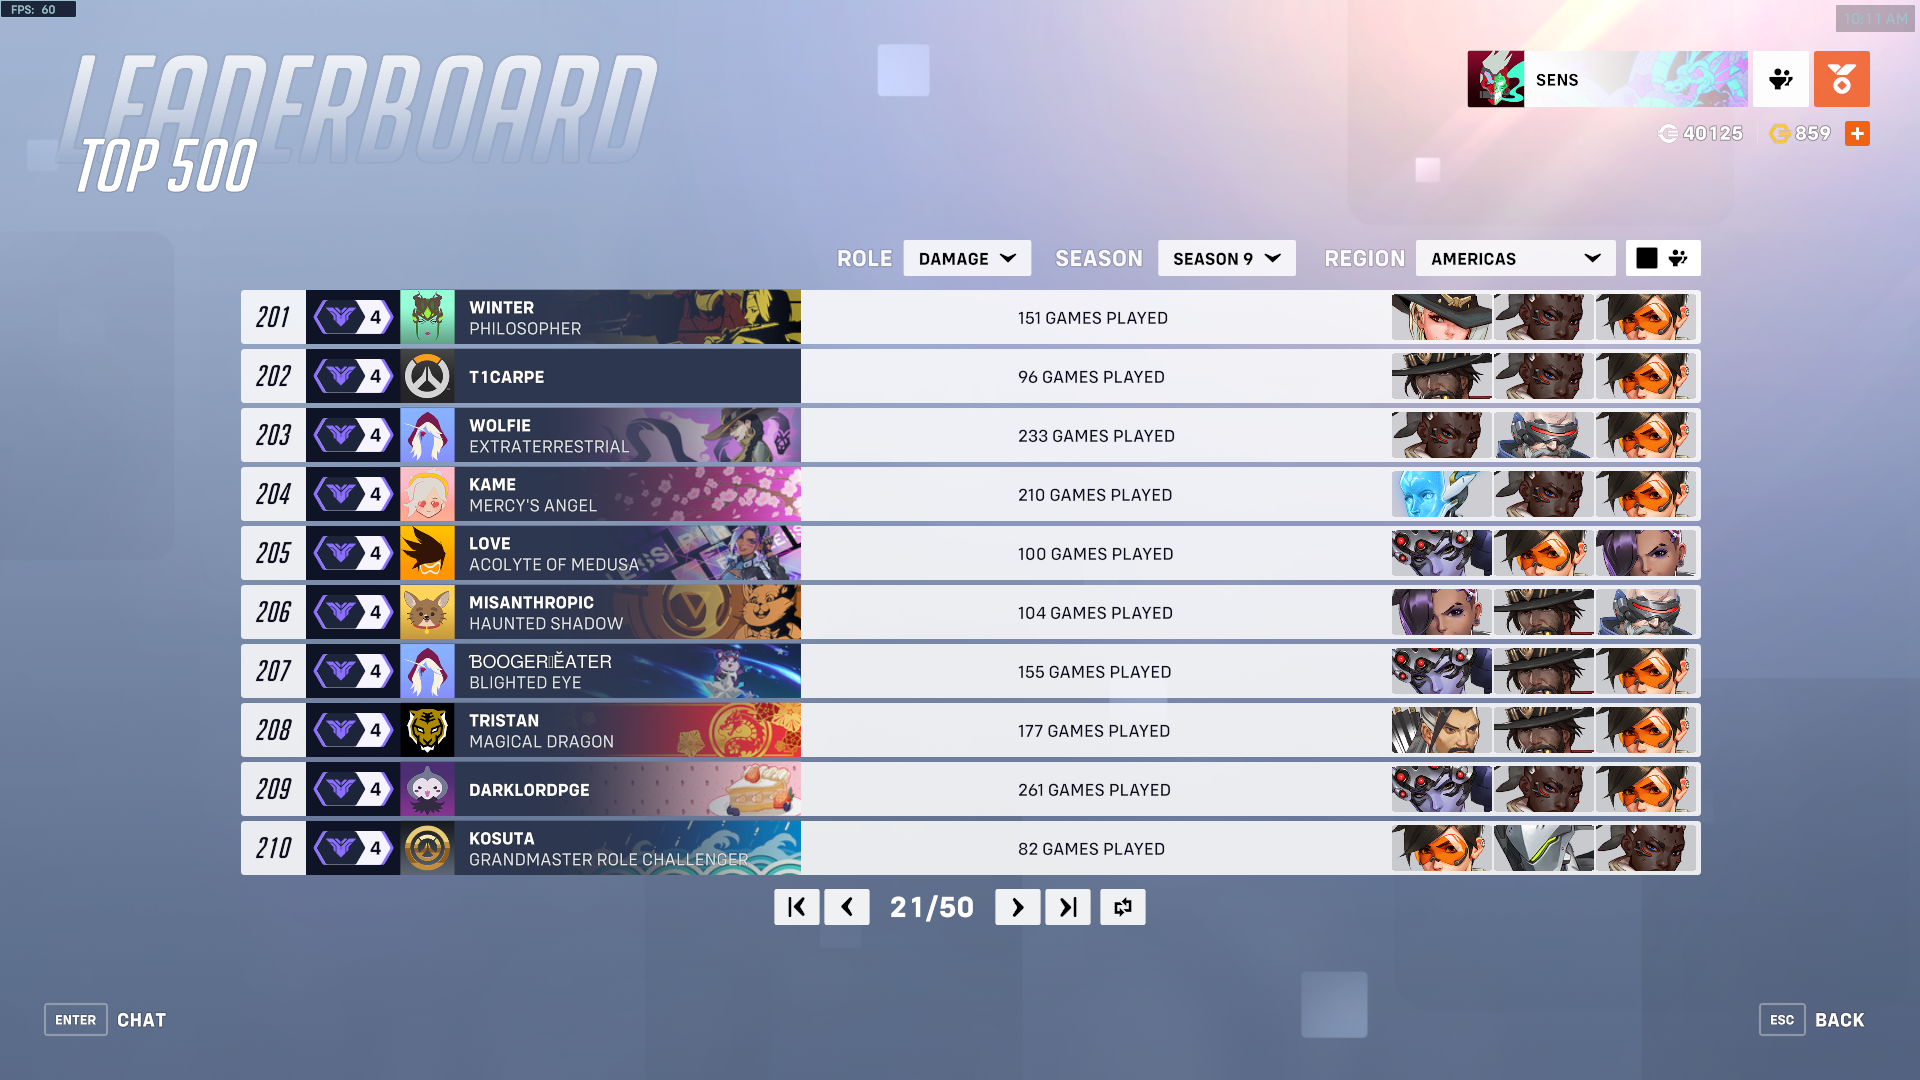 FPS: 60
10:11 AM
LEADERBOARD
TOP 500
SENS
40125
859
ROLE DAMAGE SEASON SEASON 9 REGION AMERICAS
201 4 WINTER 151 GAMES PLAYED
PHILOSOPHER
202 4 T1CARPE 96 GAMES PLAYED
203 4 WOLFIE 233 GAMES PLAYED
EXTRATERRESTRIAL
204 4 KAME 210 GAMES PLAYED
MERCY'S ANGEL
205 4 LOVE 100 GAMES PLAYED
ACOLYTE OF MEDUSA
206 4 MISANTHROPIC 104 GAMES PLAYED
HAUNTED SHADOW
207 4 155 GAMES PLAYED
BLIGHTED EYE
208 4 TRISTAN 177 GAMES PLAYED
MAGICAL DRAGON
209 4 DARKLORDPGE 261 GAMES PLAYED
210 4 KOSUTA 82 GAMES PLAYED
GRANDMASTER ROLE CHALLENGER
21/50
ENTER CHAT
ESC BACK